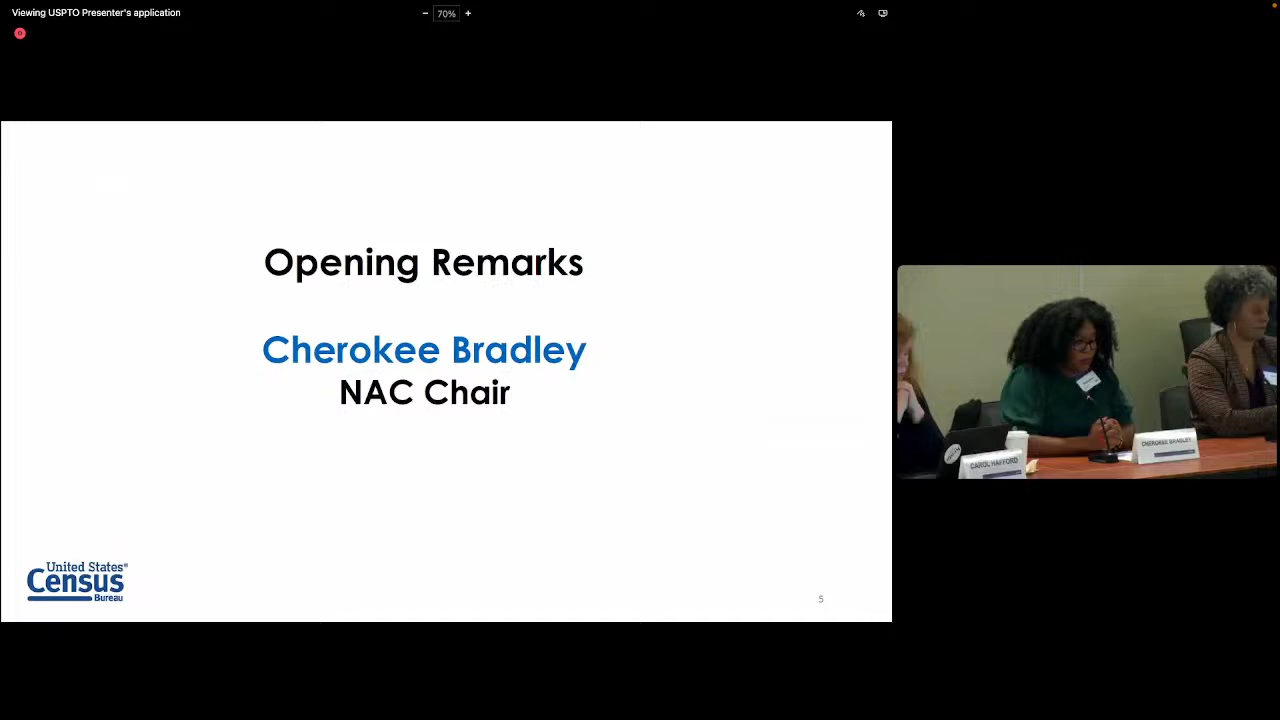 Viewing USPTO Presenter's application
− 70% +
Opening Remarks
Cherokee Bradley
NAC Chair
United States®
Census
Bureau
5
CAROL HAFFORD
CHEROKEE BRADLEY